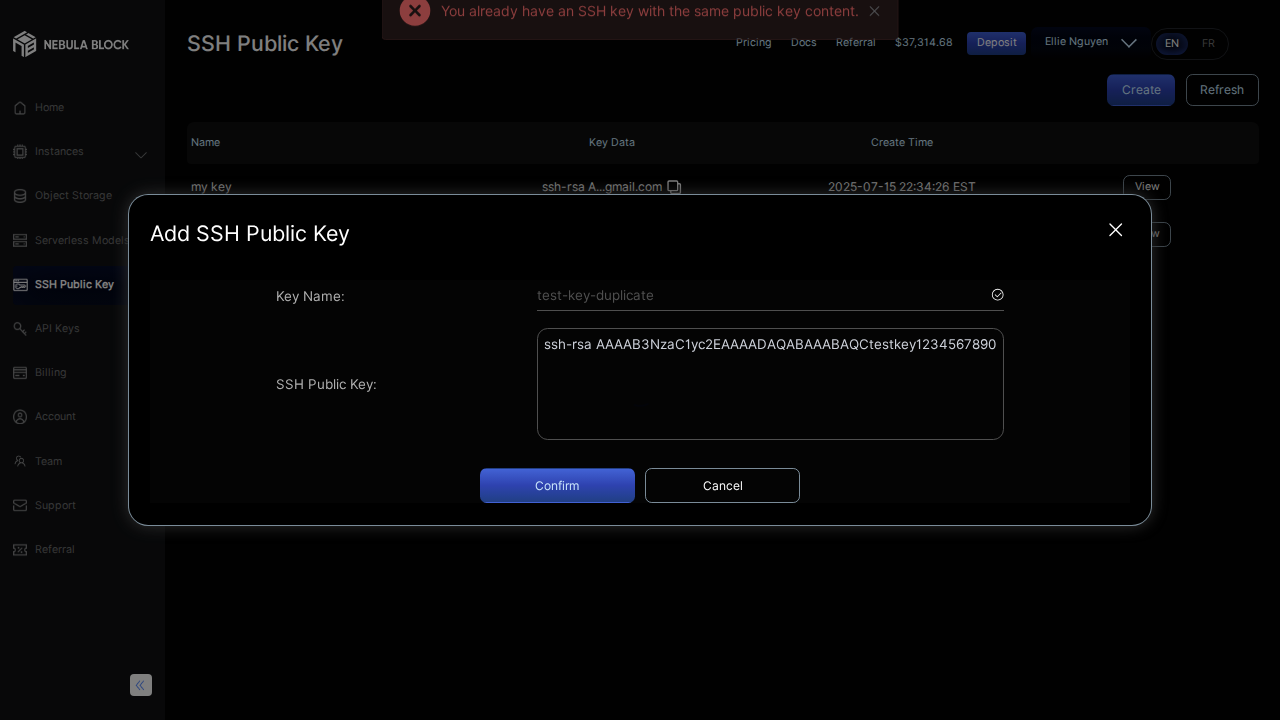 You already have an SSH key with the same public key content.
NEBULA BLOCK
SSH Public Key
Pricing
Docs
Referral
$37,314.68
Deposit
Ellie Nguyen
EN
FR
Create
Refresh
Home
Instances
Object Storage
Serverless Models
SSH Public Key
API Keys
Billing
Account
Team
Support
Referral
Name
Key Data
Create Time
my key
ssh-rsa A...gmail.com
2025-07-15 22:34:26 EST
View
Add SSH Public Key
Key Name:
test-key-duplicate
SSH Public Key:
ssh-rsa AAAAB3NzaC1yc2EAAAADAQABAAABAQCtestkey1234567890
Confirm
Cancel